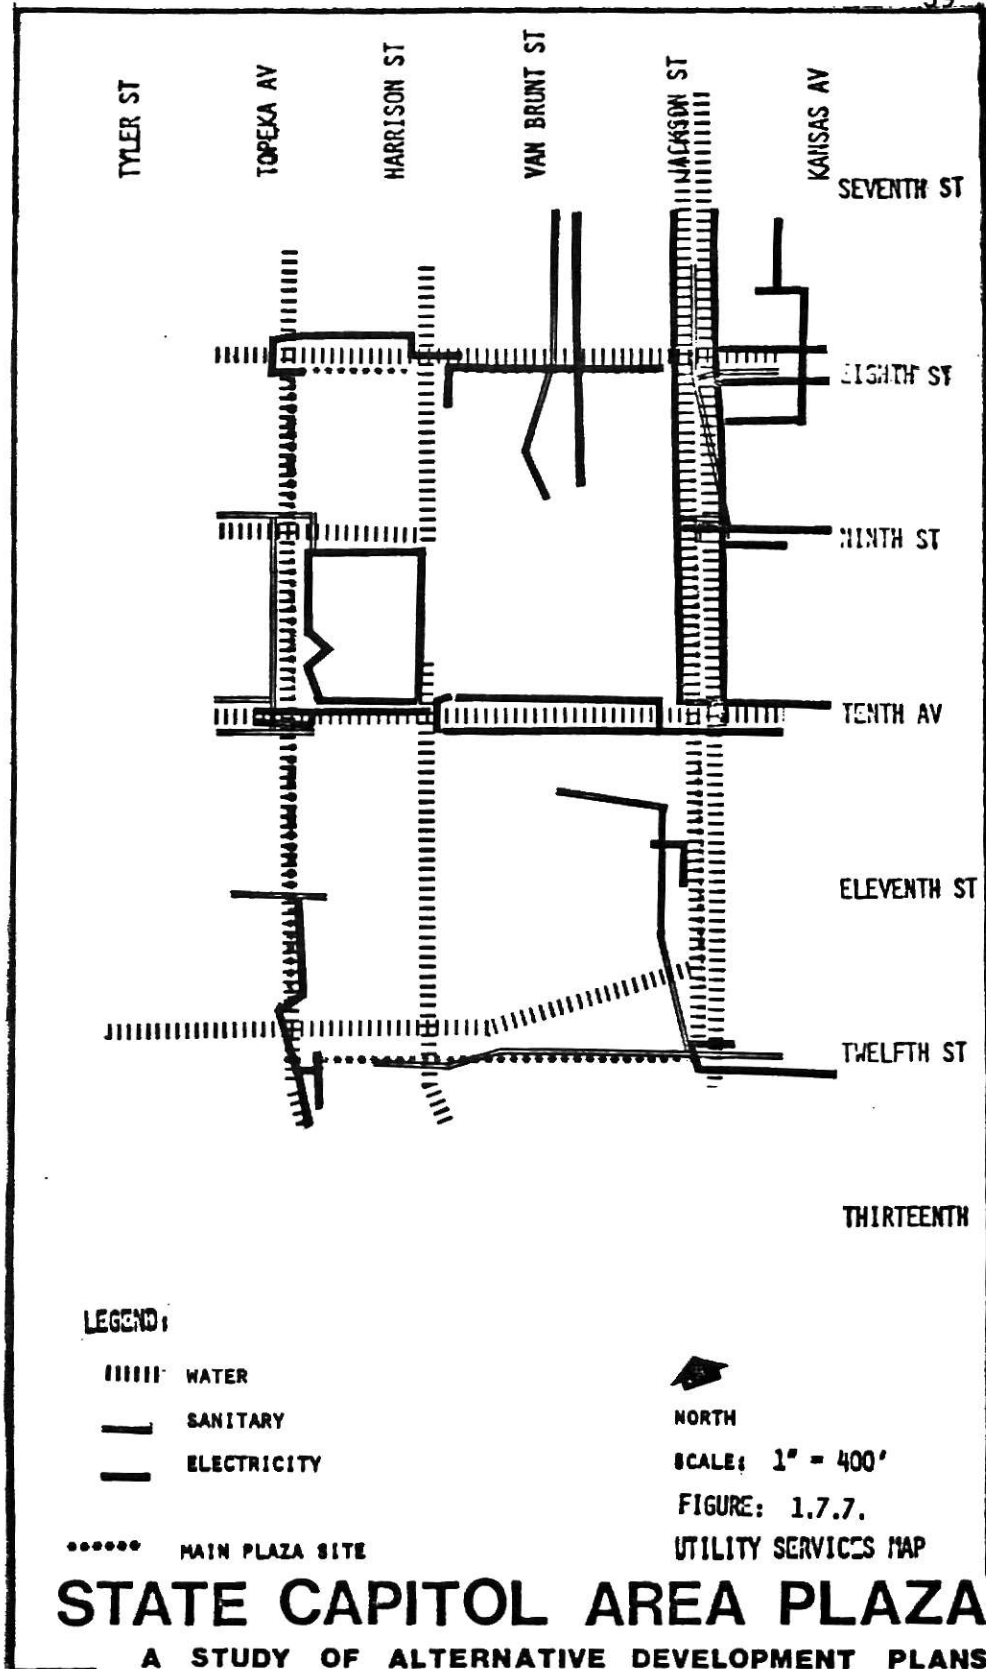 39
TYLER ST
TOPEKA AV
HARRISON ST
VAN BRUNT ST
JACKSON ST
KANSAS AV
SEVENTH ST
EIGHTH ST
NINTH ST
TENTH AV
ELEVENTH ST
TWELFTH ST
THIRTEENTH
LEGEND:
WATER
SANITARY
ELECTRICITY
MAIN PLAZA SITE
NORTH
SCALE: 1" = 400'
FIGURE: 1.7.7.
UTILITY SERVICES MAP
STATE CAPITOL AREA PLAZA
A STUDY OF ALTERNATIVE DEVELOPMENT PLANS